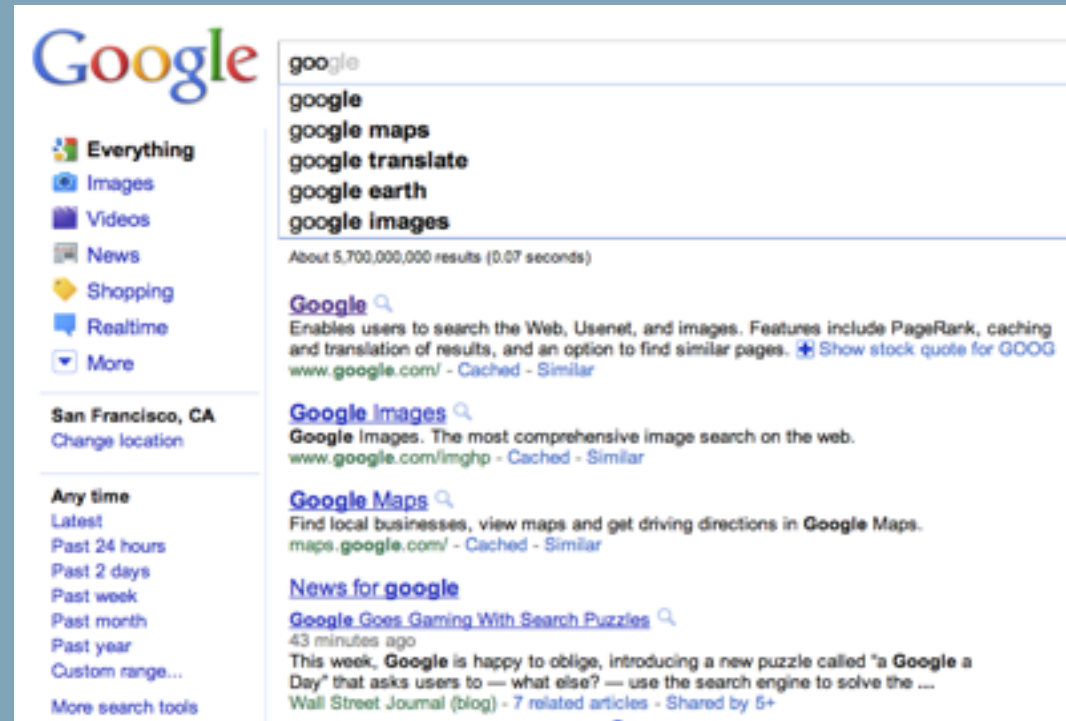 Google
google
google
google maps
google translate
google earth
google images
Everything
Images
Videos
News
Shopping
Realtime
More
San Francisco, CA
Change location
Any time
Latest
Past 24 hours
Past 2 days
Past week
Past month
Past year
Custom range...
More search tools
About 5,700,000,000 results (0.07 seconds)
Google
Enables users to search the Web, Usenet, and images. Features include PageRank, caching
and translation of results, and an option to find similar pages. Show stock quote for GOOG
www.google.com/ - Cached - Similar
Google Images
Google Images. The most comprehensive image search on the web.
www.google.com/imghp - Cached - Similar
Google Maps
Find local businesses, view maps and get driving directions in Google Maps.
maps.google.com/ - Cached - Similar
News for google
Google Goes Gaming With Search Puzzles
43 minutes ago
This week, Google is happy to oblige, introducing a new puzzle called "a Google a
Day" that asks users to — what else? — use the search engine to solve the ...
Wall Street Journal (blog) - 7 related articles - Shared by 5+